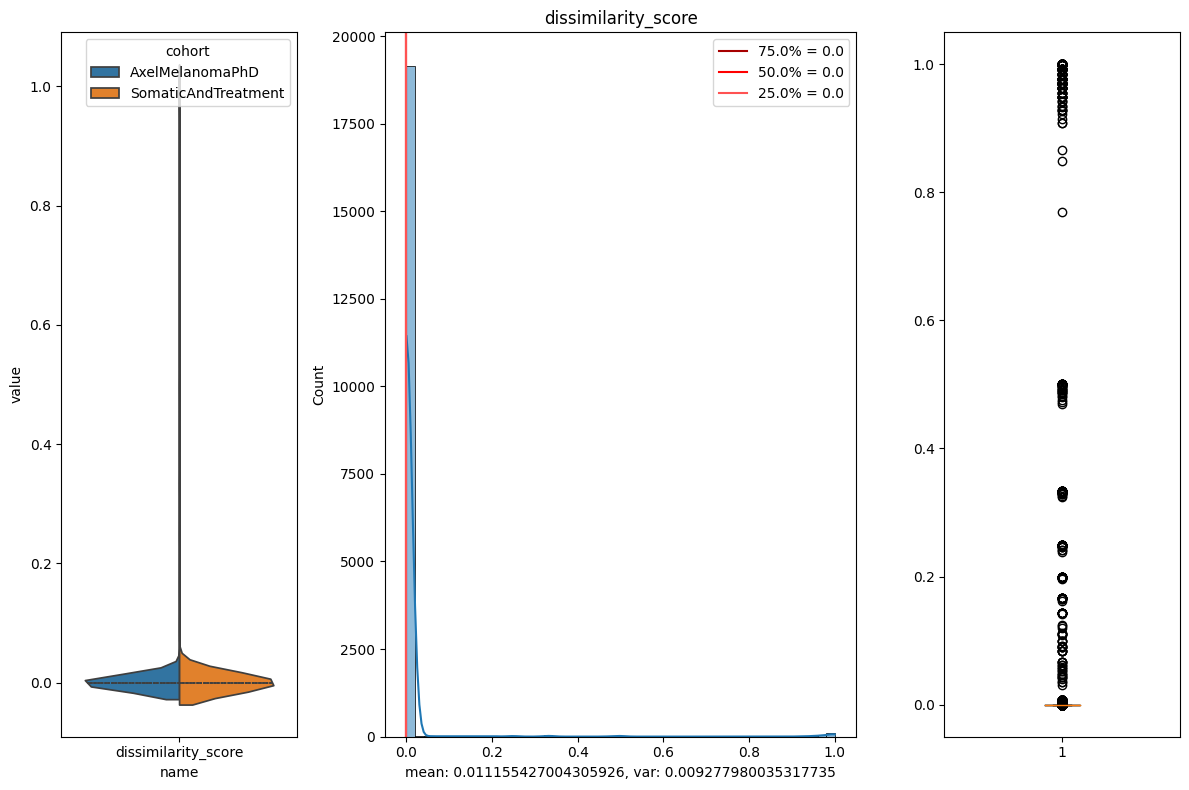 dissimilarity_score
cohort
AxelMelanomaPhD
SomaticAndTreatment
value
1.0
0.8
0.6
0.4
0.2
0.0
dissimilarity_score
name
75.0% = 0.0
50.0% = 0.0
25.0% = 0.0
Count
20000
17500
15000
12500
10000
7500
5000
2500
0
0.0 0.2 0.4 0.6 0.8 1.0
mean: 0.011155427004305926, var: 0.009277980035317735
1.0
0.8
0.6
0.4
0.2
0.0
1